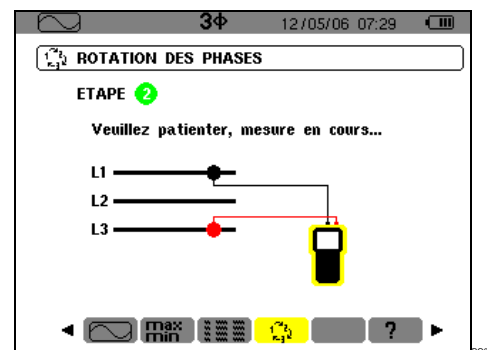 3Φ 12/05/06 07:29
ROTATION DES PHASES
ETAPE 2
Veuillez patienter, mesure en cours...
L1
L2
L3
max
min
?